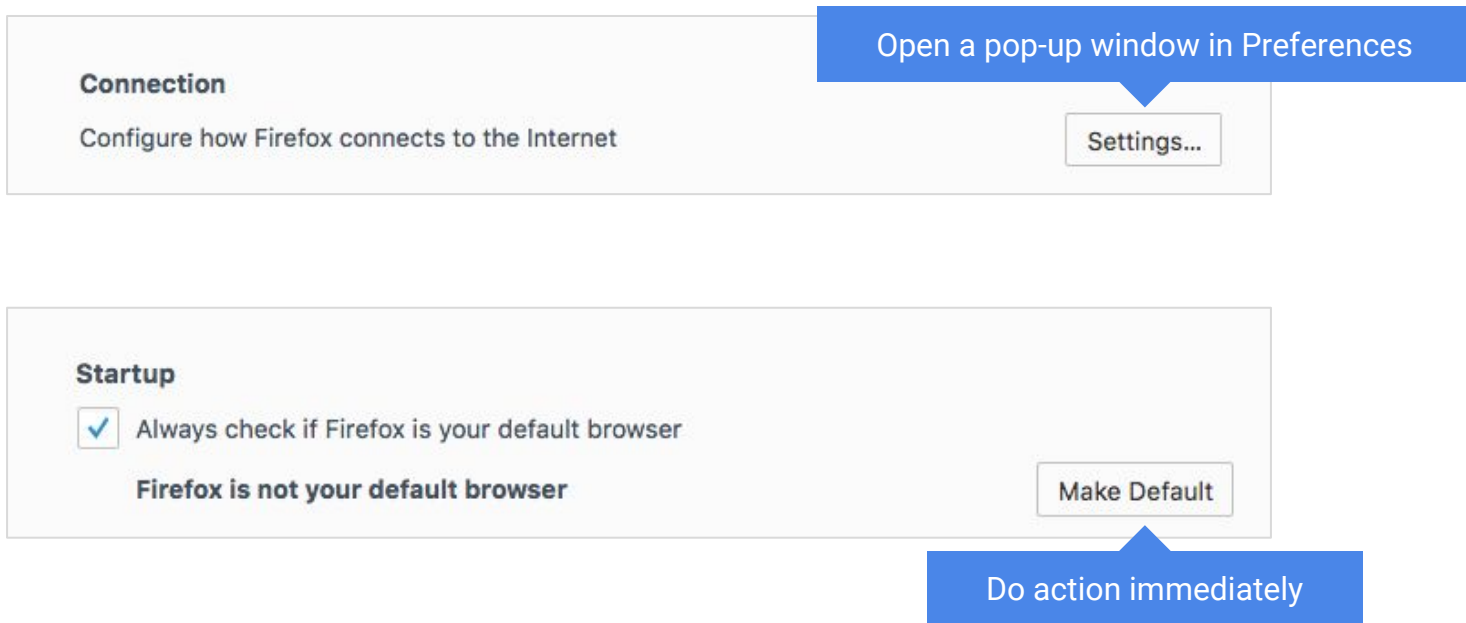 Open a pop-up window in Preferences
Connection
Configure how Firefox connects to the Internet
Settings...
Startup
Always check if Firefox is your default browser
Firefox is not your default browser
Make Default
Do action immediately